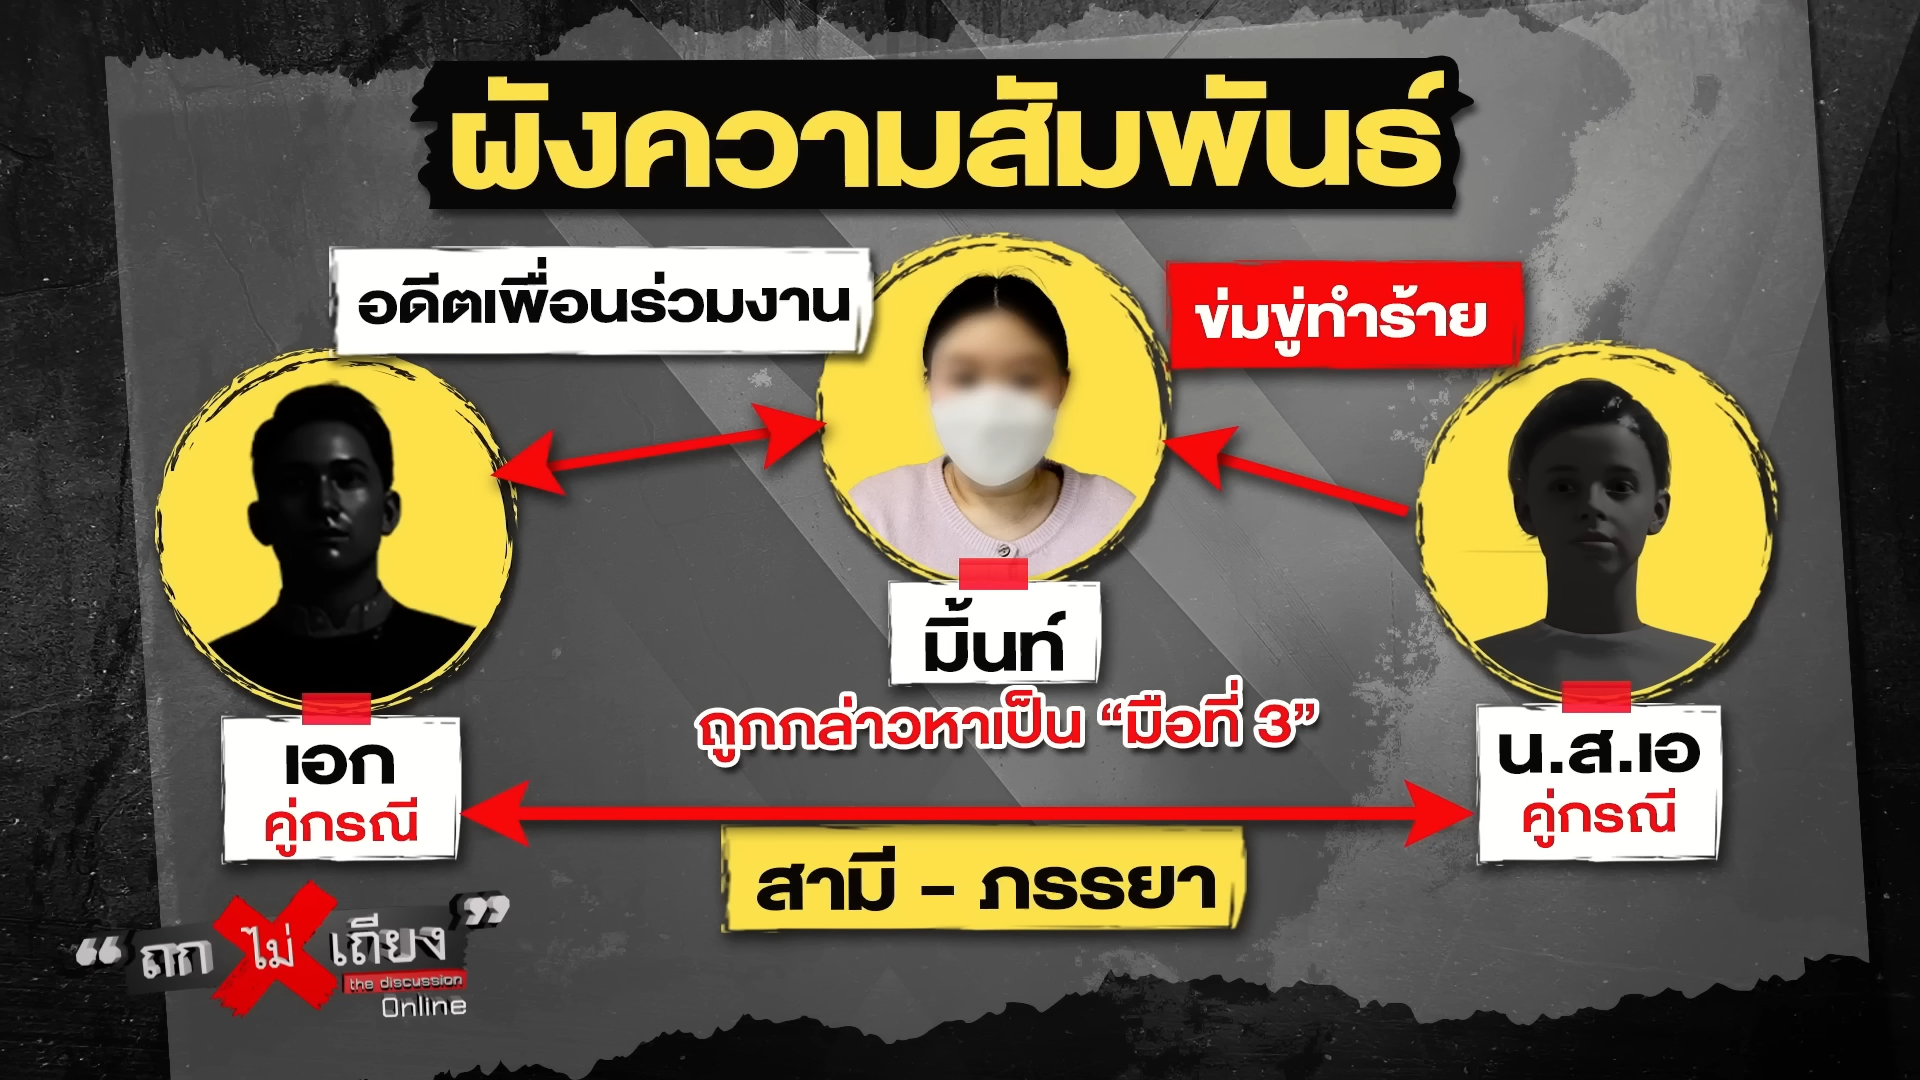 ผังความสัมพันธ์
อดีตเพื่อนร่วมงาน
ข่มขู่ทำร้าย
มิ้นท์
ถูกกล่าวหาเป็น “มือที่ 3”
เอก
คู่กรณี
น.ส.เอ
คู่กรณี
สามี - ภรรยา
“ถกไม่เถียง”
the discussion
Online